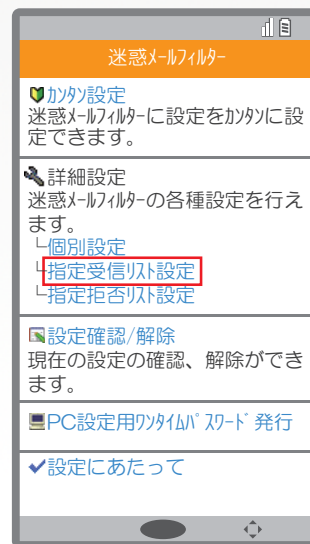 迷惑ﾒｰﾙﾌｨﾙﾀｰ
ｶﾝﾀﾝ設定
迷惑ﾒｰﾙﾌｨﾙﾀｰに設定をｶﾝﾀﾝに設
定できます。
詳細設定
迷惑ﾒｰﾙﾌｨﾙﾀｰの各種設定を行え
ます。
└個別設定
└指定受信ﾘｽﾄ設定
└指定拒否ﾘｽﾄ設定
設定確認/解除
現在の設定の確認、解除ができ
ます。
PC設定用ﾜﾝﾀｲﾑﾊﾟｽﾜｰﾄﾞ発行
設定にあたって